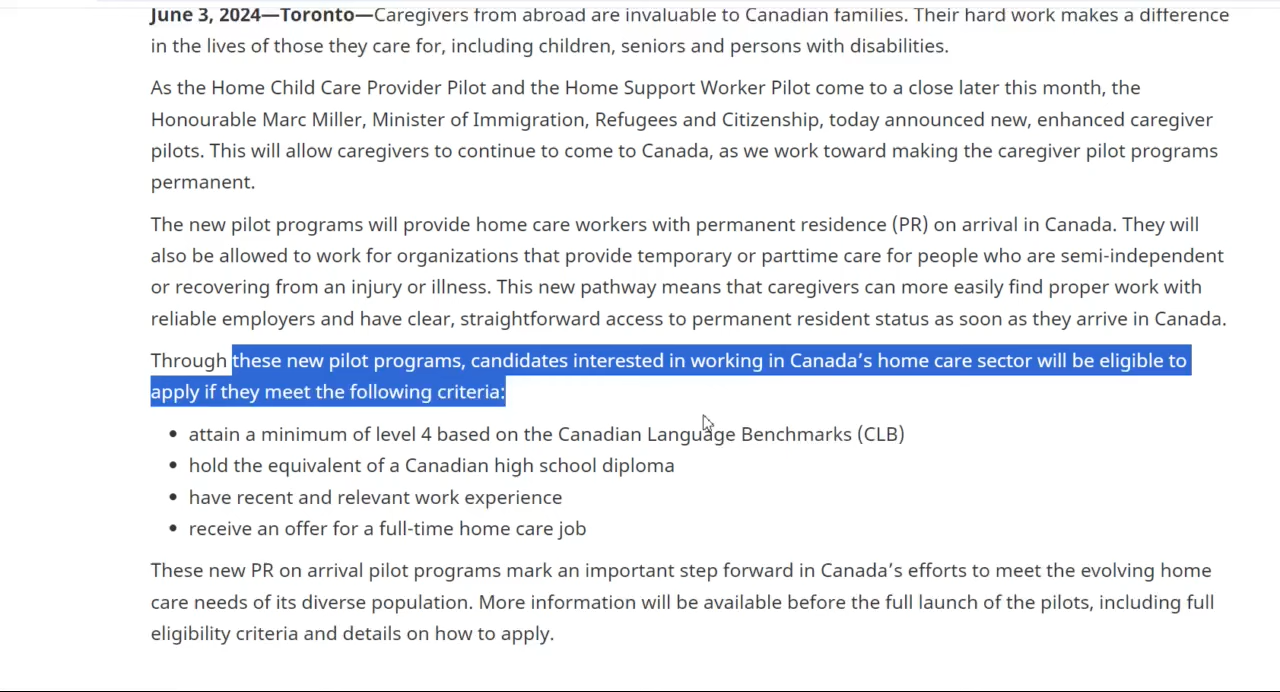 June 3, 2024—Toronto—Caregivers from abroad are invaluable to Canadian families. Their hard work makes a difference
in the lives of those they care for, including children, seniors and persons with disabilities.
As the Home Child Care Provider Pilot and the Home Support Worker Pilot come to a close later this month, the
Honourable Marc Miller, Minister of Immigration, Refugees and Citizenship, today announced new, enhanced caregiver
pilots. This will allow caregivers to continue to come to Canada, as we work toward making the caregiver pilot programs
permanent.
The new pilot programs will provide home care workers with permanent residence (PR) on arrival in Canada. They will
also be allowed to work for organizations that provide temporary or parttime care for people who are semi-independent
or recovering from an injury or illness. This new pathway means that caregivers can more easily find proper work with
reliable employers and have clear, straightforward access to permanent resident status as soon as they arrive in Canada.
Through these new pilot programs, candidates interested in working in Canada’s home care sector will be eligible to
apply if they meet the following criteria:
• attain a minimum of level 4 based on the Canadian Language Benchmarks (CLB)
• hold the equivalent of a Canadian high school diploma
• have recent and relevant work experience
• receive an offer for a full-time home care job
These new PR on arrival pilot programs mark an important step forward in Canada’s efforts to meet the evolving home
care needs of its diverse population. More information will be available before the full launch of the pilots, including full
eligibility criteria and details on how to apply.